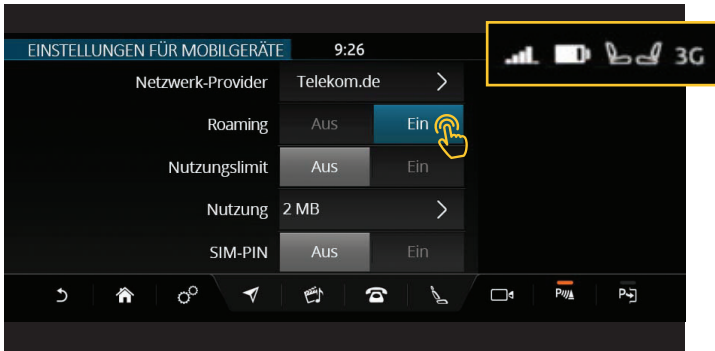 EINSTELLUNGEN FÜR MOBILGERÄTE 9:26
3G
Netzwerk-Provider Telekom.de
Roaming Aus Ein
Nutzungslimit Aus Ein
Nutzung 2 MB
SIM-PIN Aus Ein
P P